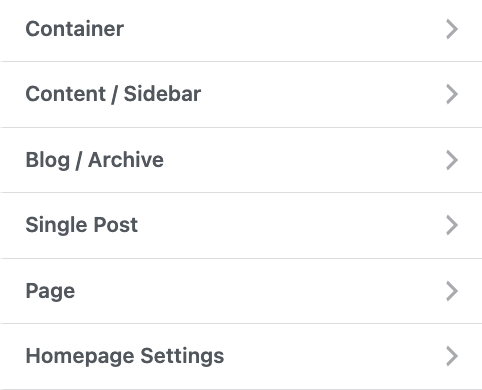 Container
Content / Sidebar
Blog / Archive
Single Post
Page
Homepage Settings